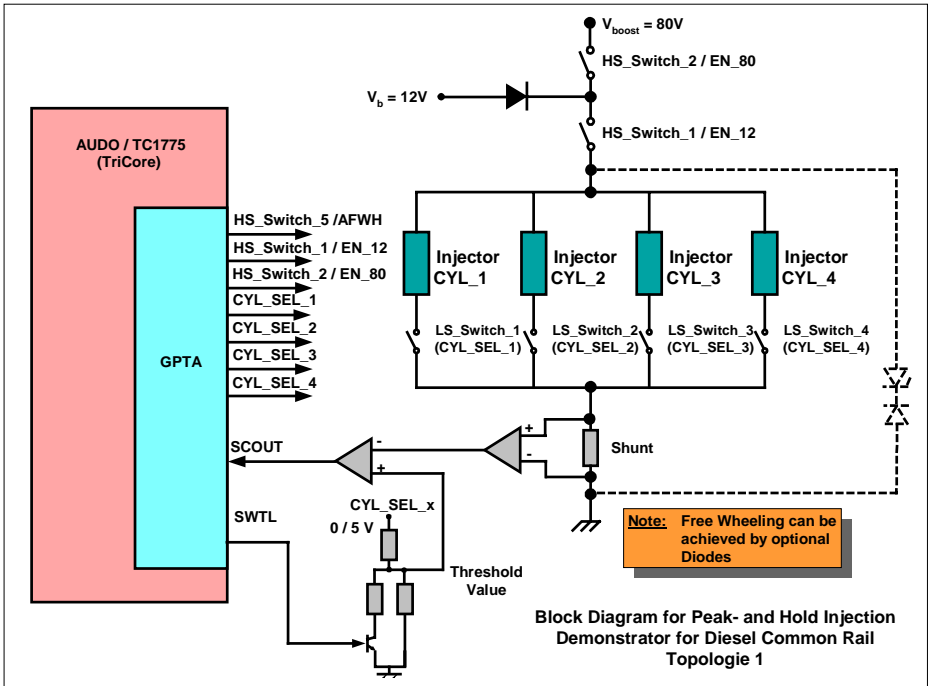 V_boost = 80V
HS_Switch_2 / EN_80
V_b = 12V
HS_Switch_1 / EN_12
AUDO / TC1775
(TriCore)
HS_Switch_5 /AFWH
HS_Switch_1 / EN_12
HS_Switch_2 / EN_80
CYL_SEL_1
CYL_SEL_2
CYL_SEL_3
CYL_SEL_4
GPTA
Injector
CYL_1
Injector
CYL_2
Injector
CYL_3
Injector
CYL_4
LS_Switch_1
(CYL_SEL_1)
LS_Switch_2
(CYL_SEL_2)
LS_Switch_3
(CYL_SEL_3)
LS_Switch_4
(CYL_SEL_4)
SCOUT
-
+
+
-
Shunt
CYL_SEL_x
0 / 5 V
SWTL
Threshold
Value
Note: Free Wheeling can be
achieved by optional
Diodes
Block Diagram for Peak- and Hold Injection
Demonstrator for Diesel Common Rail
Topologie 1